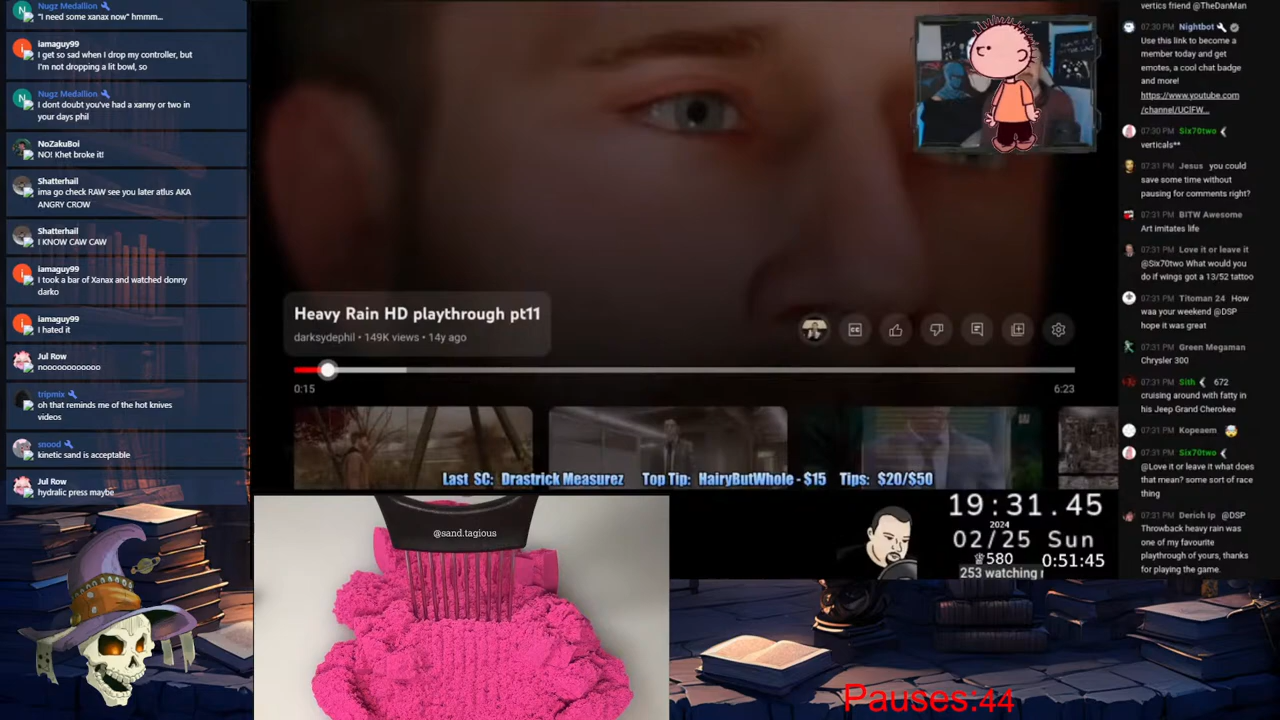 Nugz Medallion
"I need some xanax now" hmmm...
iamaguy99
I get so sad when I drop my controller, but
I'm not dropping a lit bowl, so
Nugz Medallion
I dont doubt you've had a xanny or two in
your days phil
NoZakuBoi
NO! Khet broke it!
Shatterhail
ima go check RAW see you later atlus AKA
ANGRY CROW
Shatterhail
I KNOW CAW CAW
iamaguy99
I took a bar of Xanax and watched donny
darko
iamaguy99
I hated it
Jul Row
nooooooooooo
tripmix
oh that reminds me of the hot knives
videos
snood
kinetic sand is acceptable
Jul Row
hydralic press maybe
Heavy Rain HD playthrough pt11
darksydephil • 149K views • 14y ago
CC
0:15
6:23
Last SC: Drastrick Measurez Top Tip: HairyButWhole - $15 Tips: $20/$50
@sand.tagious
19:31.45
2024
02/25 Sun
580
0:51:45
253 watching
Pauses:44
vertics friend @TheDanMan
07:30 PM Nightbot
Use this link to become a
member today and get
emotes, a cool chat badge
and more!
https://www.youtube.com
/channel/UClFW...
07:30 PM Six70two
verticals**
07:31 PM Jesus you could
save some time without
pausing for comments right?
07:31 PM BITW Awesome
Art imitates life
07:31 PM Love it or leave it
@Six70two What would you
do if wings got a 13/52 tattoo
07:31 PM Titoman 24 How
waa your weekend @DSP
hope it was great
07:31 PM Green Megaman
Chrysler 300
07:31 PM Sith 672
cruising around with fatty in
his Jeep Grand Cherokee
07:31 PM Kopeaem
07:31 PM Six70two
@Love it or leave it what does
that mean? some sort of race
thing
07:31 PM Derich Ip @DSP
Throwback heavy rain was
one of my favourite
playthrough of yours, thanks
for playing the game.